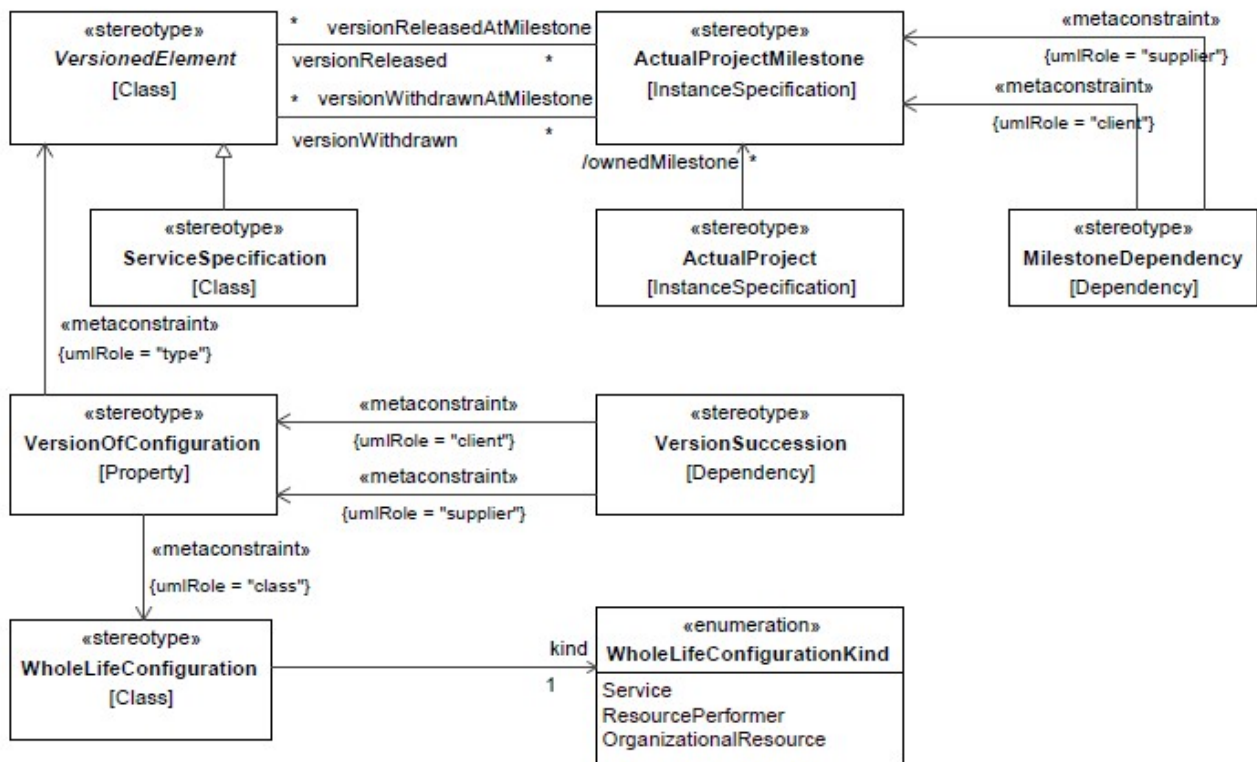 «stereotype»
VersionedElement
[Class]
* versionReleasedAtMilestone
versionReleased *
* versionWithdrawnAtMilestone
versionWithdrawn *
«stereotype»
ActualProjectMilestone
[InstanceSpecification]
«metaconstraint»
{umlRole = "supplier"}
«metaconstraint»
{umlRole = "client"}
/ownedMilestone *
«stereotype»
ServiceSpecification
[Class]
«stereotype»
ActualProject
[InstanceSpecification]
«stereotype»
MilestoneDependency
[Dependency]
«metaconstraint»
{umlRole = "type"}
«stereotype»
VersionOfConfiguration
[Property]
«metaconstraint»
{umlRole = "client"}
«metaconstraint»
{umlRole = "supplier"}
«stereotype»
VersionSuccession
[Dependency]
«metaconstraint»
{umlRole = "class"}
«stereotype»
WholeLifeConfiguration
[Class]
kind
1
«enumeration»
WholeLifeConfigurationKind
Service
ResourcePerformer
OrganizationalResource